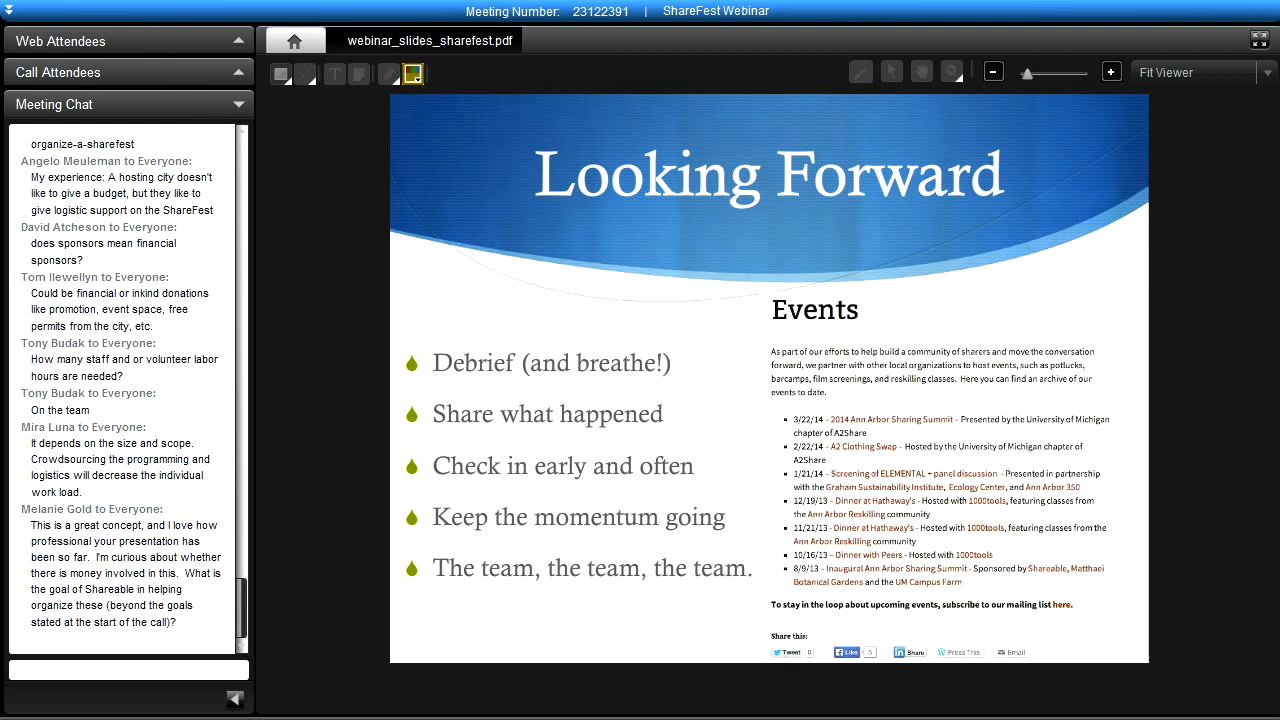 Meeting Number: 23122391 | ShareFest Webinar
Web Attendees
Call Attendees
Meeting Chat
organize-a-sharefest
Angelo Meuleman to Everyone:
My experience: A hosting city doesn't
like to give a budget, but they like to
give logistic support on the ShareFest
David Atcheson to Everyone:
does sponsors mean financial
sponsors?
Tom llewellyn to Everyone:
Could be financial or inkind donations
like promotion, event space, free
permits from the city, etc.
Tony Budak to Everyone:
How many staff and or volunteer labor
hours are needed?
Tony Budak to Everyone:
On the team
Mira Luna to Everyone:
It depends on the size and scope.
Crowdsourcing the programming and
logistics will decrease the individual
work load.
Melanie Gold to Everyone:
This is a great concept, and I love how
professional your presentation has
been so far.  I'm curious about whether
there is money involved in this.  What is
the goal of Shareable in helping
organize these (beyond the goals
stated at the start of the call)?
webinar_slides_sharefest.pdf
T
Fit Viewer
Looking Forward
Debrief (and breathe!)
Share what happened
Check in early and often
Keep the momentum going
The team, the team, the team.
Events
As part of our efforts to help build a community of sharers and move the conversation
forward, we partner with other local organizations to host events, such as potlucks,
barcamps, film screenings, and reskilling classes.  Here you can find an archive of our
events to date.
3/22/14 – 2014 Ann Arbor Sharing Summit – Presented by the University of Michigan
chapter of A2Share
2/22/14 – A2 Clothing Swap – Hosted by the University of Michigan chapter of
A2Share
1/21/14 – Screening of ELEMENTAL + panel discussion - Presented in partnership
with the Graham Sustainability Institute, Ecology Center, and Ann Arbor 350
12/19/13 – Dinner at Hathaway's - Hosted with 1000tools, featuring classes from
the Ann Arbor Reskilling community
11/21/13 - Dinner at Hathaway's - Hosted with 1000tools, featuring classes from the
Ann Arbor Reskilling community
10/16/13 – Dinner with Peers - Hosted with 1000tools
8/9/13 – Inaugural Ann Arbor Sharing Summit - Sponsored by Shareable, Matthaei
Botanical Gardens and the UM Campus Farm
To stay in the loop about upcoming events, subscribe to our mailing list here.
Share this:
Tweet 0 Like 5 in Share Press This Email